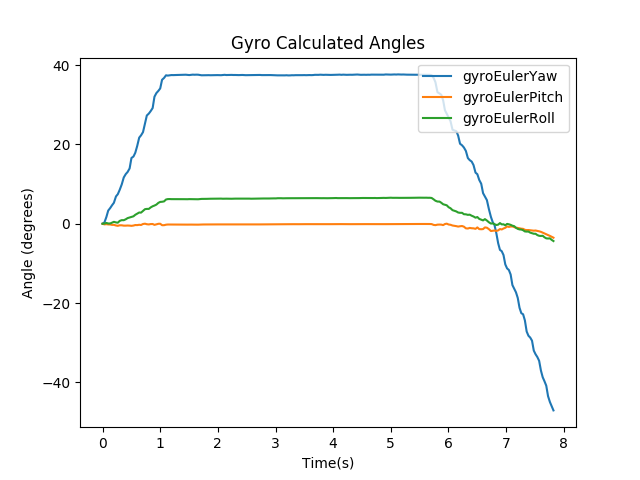 Gyro Calculated Angles
gyroEulerYaw
gyroEulerPitch
gyroEulerRoll
Angle (degrees)
40
20
0
−20
−40
0 1 2 3 4 5 6 7 8
Time(s)